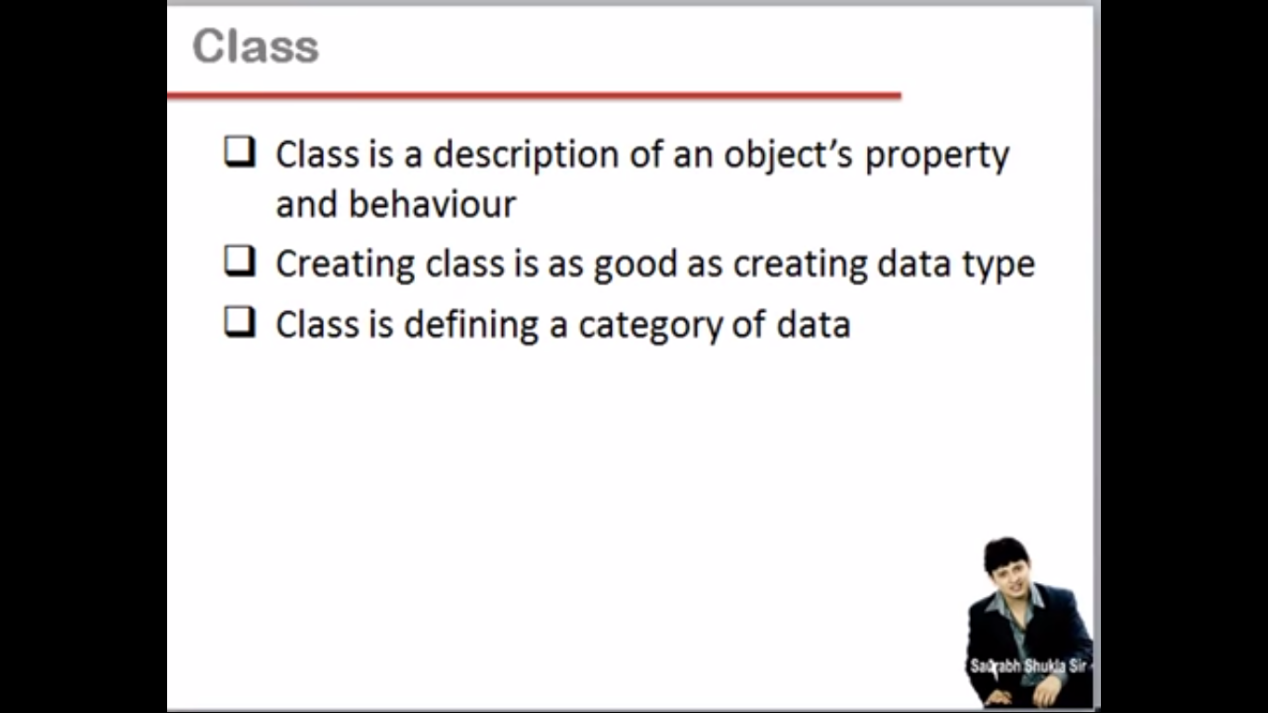 Class
❑ Class is a description of an object’s property
and behaviour
❑ Creating class is as good as creating data type
❑ Class is defining a category of data
Saurabh Shukla Sir